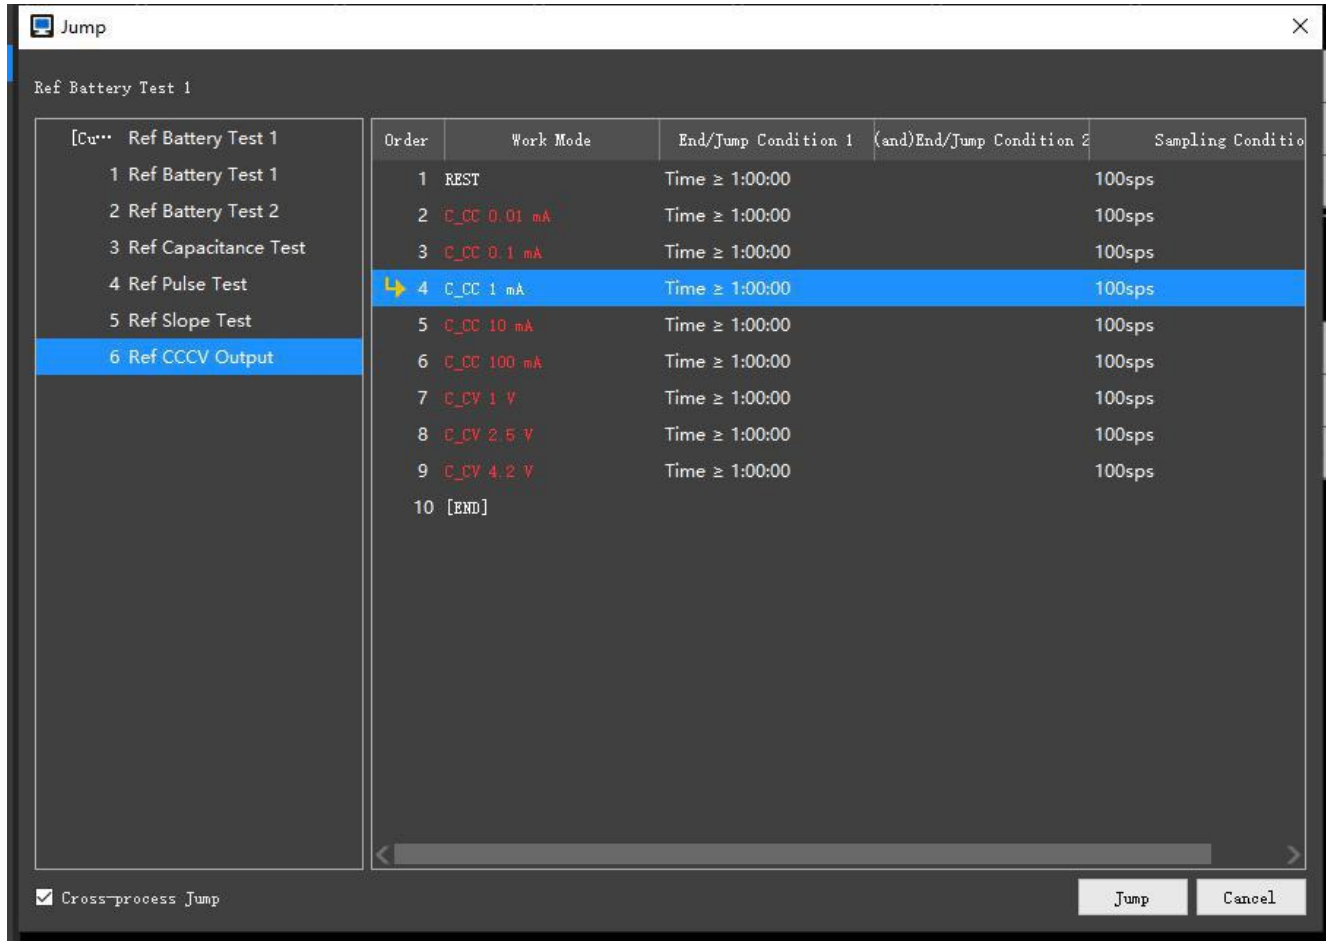 Jump
Ref Battery Test 1
[Cu… Ref Battery Test 1
1 Ref Battery Test 1
2 Ref Battery Test 2
3 Ref Capacitance Test
4 Ref Pulse Test
5 Ref Slope Test
6 Ref CCCV Output
Order Work Mode End/Jump Condition 1 (and)End/Jump Condition 2 Sampling Conditio
1 REST Time ≥ 1:00:00 100sps
2 C_CC 0.01 mA Time ≥ 1:00:00 100sps
3 C_CC 0.1 mA Time ≥ 1:00:00 100sps
4 C_CC 1 mA Time ≥ 1:00:00 100sps
5 C_CC 10 mA Time ≥ 1:00:00 100sps
6 C_CC 100 mA Time ≥ 1:00:00 100sps
7 C_CV 1 V Time ≥ 1:00:00 100sps
8 C_CV 2.5 V Time ≥ 1:00:00 100sps
9 C_CV 4.2 V Time ≥ 1:00:00 100sps
10 [END]
Cross-process Jump
Jump Cancel